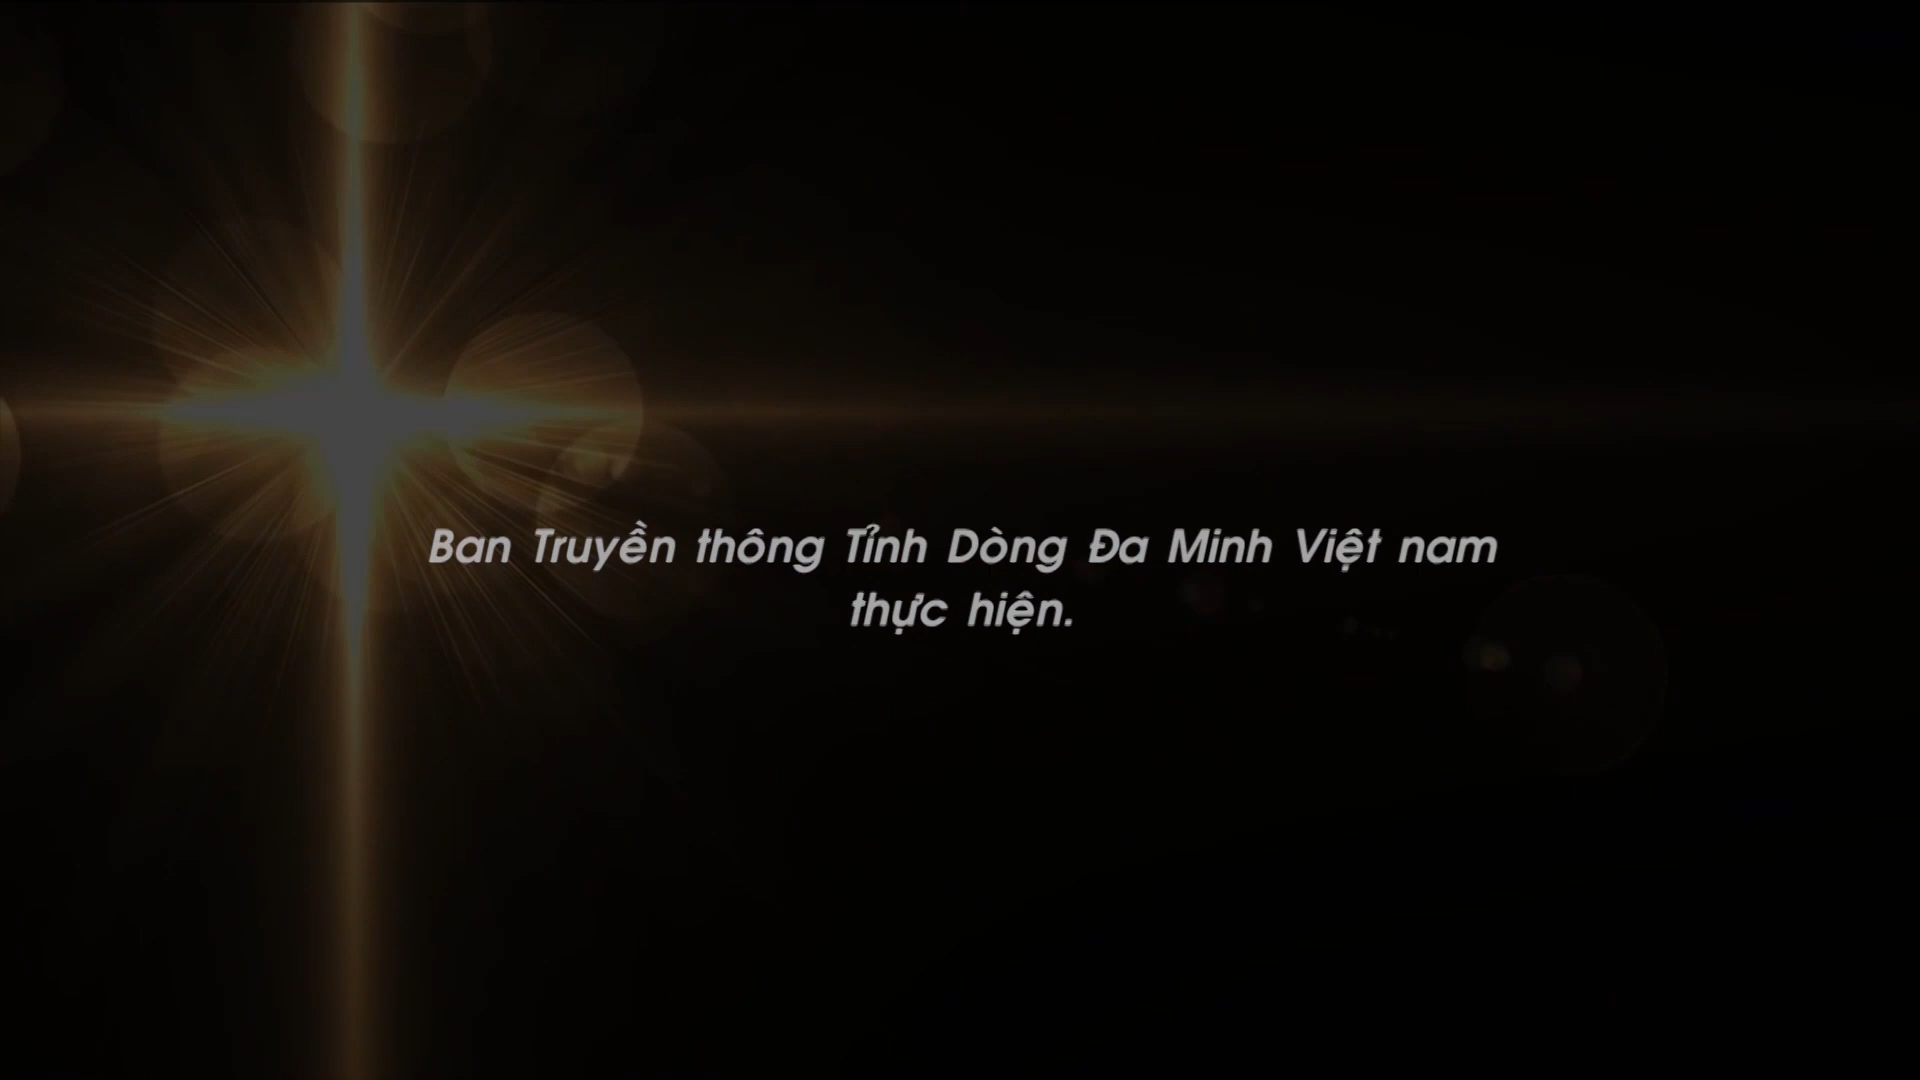 Ban Truyền thông Tỉnh Dòng Đa Minh Việt nam
thực hiện.